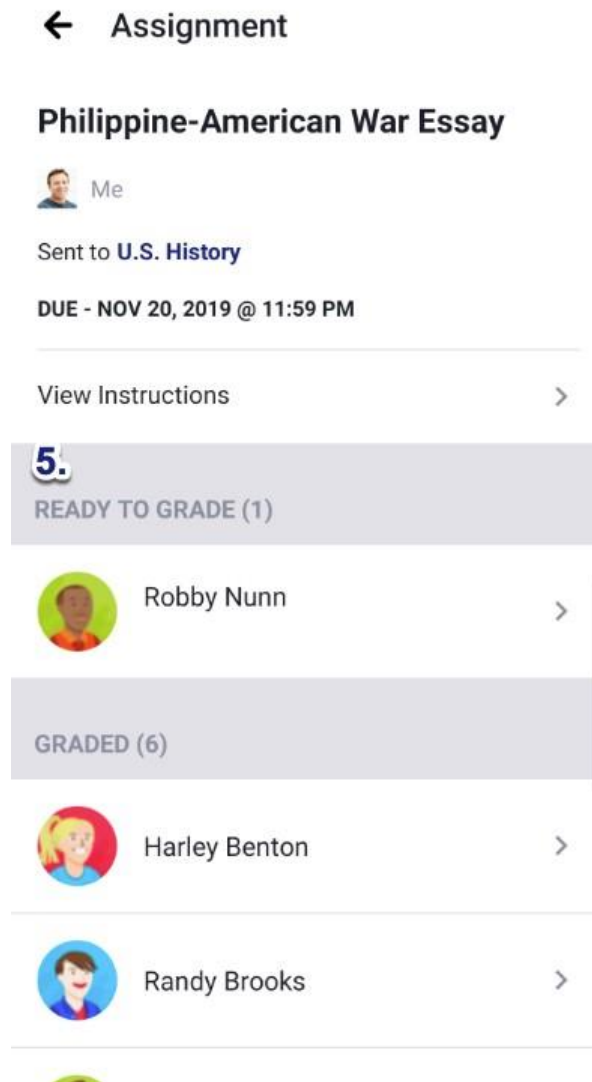 Assignment
Philippine-American War Essay
Me
Sent to U.S. History
DUE - NOV 20, 2019 @ 11:59 PM
View Instructions
5.
READY TO GRADE (1)
Robby Nunn
GRADED (6)
Harley Benton
Randy Brooks